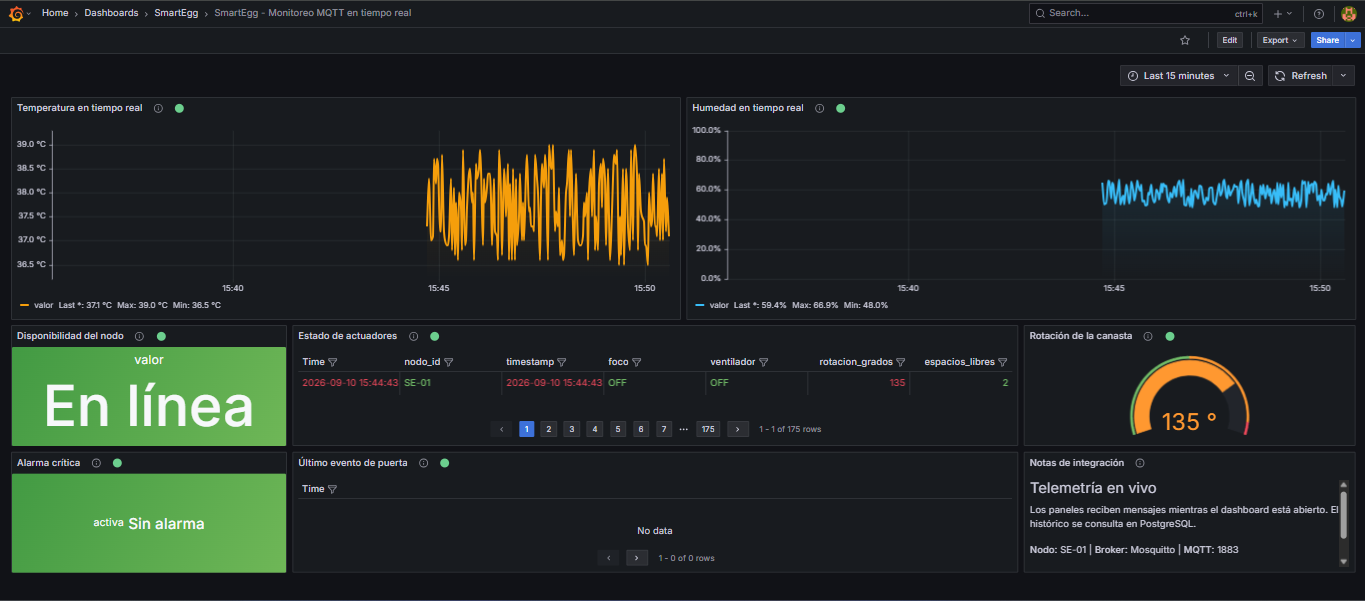 Home › Dashboards › SmartEgg › SmartEgg - Monitoreo MQTT en tiempo real
Search... ctrl+k
Edit Export Share
Last 15 minutes Refresh
Temperatura en tiempo real
39.0 °C
38.5 °C
38.0 °C
37.5 °C
37.0 °C
36.5 °C
15:40 15:45 15:50
valor Last *: 37.1 °C Max: 39.0 °C Min: 36.5 °C
Humedad en tiempo real
100.0%
80.0%
60.0%
40.0%
20.0%
0.0%
15:40 15:45 15:50
valor Last *: 59.4% Max: 66.9% Min: 48.0%
Disponibilidad del nodo
valor
En línea
Estado de actuadores
Time nodo_id timestamp foco ventilador rotacion_grados espacios_libres
2026-09-10 15:44:43 SE-01 2026-09-10 15:44:43 OFF OFF 135 2
‹ 1 2 3 4 5 6 7 ... 175 › 1 - 1 of 175 rows
Rotación de la canasta
135 °
Alarma crítica
activa Sin alarma
Último evento de puerta
Time
No data
‹ › 1 - 0 of 0 rows
Notas de integración
Telemetría en vivo
Los paneles reciben mensajes mientras el dashboard está abierto. El
histórico se consulta en PostgreSQL.
Nodo: SE-01 | Broker: Mosquitto | MQTT: 1883